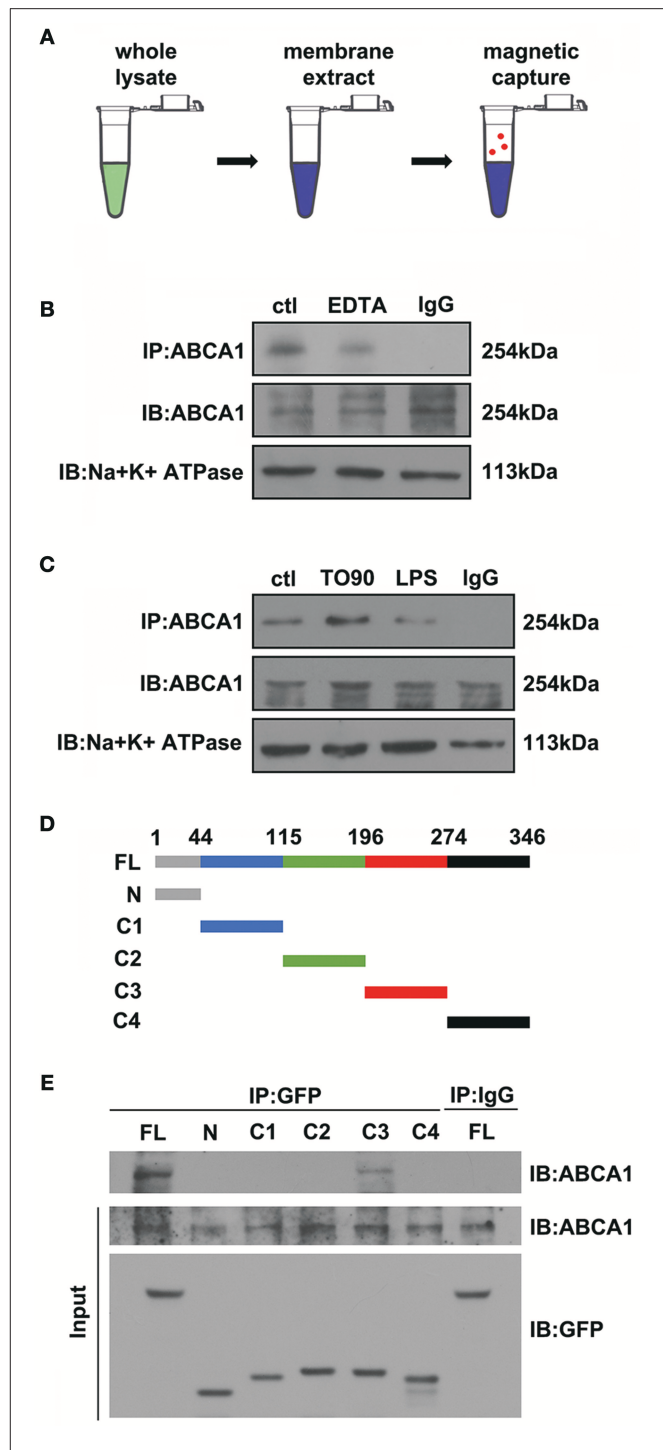 A
whole lysate
membrane extract
magnetic capture
B
ctl EDTA IgG
IP:ABCA1 254kDa
IB:ABCA1 254kDa
IB:Na+K+ ATPase 113kDa
C
ctl TO90 LPS IgG
IP:ABCA1 254kDa
IB:ABCA1 254kDa
IB:Na+K+ ATPase 113kDa
D
1 44 115 196 274 346
FL
N
C1
C2
C3
C4
E
IP:GFP IP:IgG
FL N C1 C2 C3 C4 FL
IB:ABCA1
Input
IB:ABCA1
IB:GFP